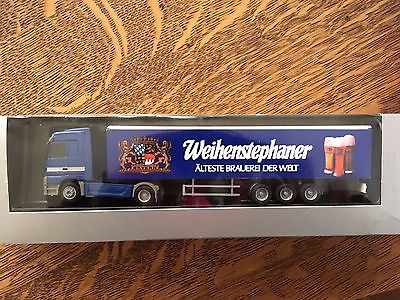 Weihenstephaner
ÄLTESTE BRAUEREI DER WELT